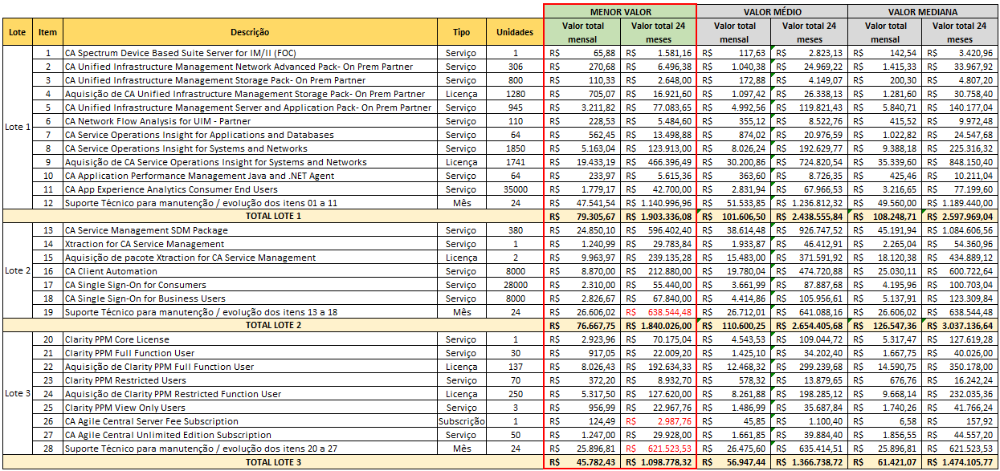 MENOR VALOR VALOR MÉDIO VALOR MEDIANA
Lote Item Descrição Tipo Unidades Valor total mensal Valor total 24 meses Valor total mensal Valor total 24 meses Valor total mensal Valor total 24 meses
Lote 1
1 CA Spectrum Device Based Suite Server for IM/II (FOC) Serviço 1 R$ 65,88 R$ 1.581,16 R$ 117,63 R$ 2.823,13 R$ 142,54 R$ 3.420,96
2 CA Unified Infrastructure Management Network Advanced Pack- On Prem Partner Serviço 306 R$ 270,68 R$ 6.496,38 R$ 1.040,38 R$ 24.969,22 R$ 1.415,33 R$ 33.967,92
3 CA Unified Infrastructure Management Storage Pack- On Prem Partner Serviço 800 R$ 110,33 R$ 2.648,00 R$ 172,88 R$ 4.149,07 R$ 200,30 R$ 4.807,20
4 Aquisição de CA Unified Infrastructure Management Storage Pack- On Prem Partner Licença 1280 R$ 705,07 R$ 16.921,60 R$ 1.097,42 R$ 26.338,13 R$ 1.281,60 R$ 30.758,40
5 CA Unified Infrastructure Management Server and Application Pack- On Prem Partner Serviço 945 R$ 3.211,82 R$ 77.083,65 R$ 4.992,56 R$ 119.821,43 R$ 5.840,71 R$ 140.177,04
6 CA Network Flow Analysis for UIM - Partner Serviço 110 R$ 228,53 R$ 5.484,60 R$ 355,12 R$ 8.522,76 R$ 415,52 R$ 9.972,48
7 CA Service Operations Insight for Applications and Databases Serviço 64 R$ 562,45 R$ 13.498,88 R$ 874,02 R$ 20.976,59 R$ 1.022,82 R$ 24.547,68
8 CA Service Operations Insight for Systems and Networks Serviço 1850 R$ 5.163,04 R$ 123.913,00 R$ 8.026,24 R$ 192.629,77 R$ 9.388,18 R$ 225.316,32
9 Aquisição de CA Service Operations Insight for Systems and Networks Licença 1741 R$ 19.433,19 R$ 466.396,49 R$ 30.200,86 R$ 724.820,54 R$ 35.339,60 R$ 848.150,40
10 CA Application Performance Management Java and .NET Agent Serviço 64 R$ 233,97 R$ 5.615,36 R$ 363,60 R$ 8.726,35 R$ 425,46 R$ 10.211,04
11 CA App Experience Analytics Consumer End Users Serviço 35000 R$ 1.779,17 R$ 42.700,00 R$ 2.831,94 R$ 67.966,53 R$ 3.216,65 R$ 77.199,60
12 Suporte Técnico para manutenção / evolução dos itens 01 a 11 Mês 24 R$ 47.541,54 R$ 1.140.996,96 R$ 51.533,85 R$ 1.236.812,32 R$ 49.560,00 R$ 1.189.440,00
TOTAL LOTE 1 R$ 79.305,67 R$ 1.903.336,08 R$ 101.606,50 R$ 2.438.555,84 R$ 108.248,71 R$ 2.597.969,04
Lote 2
13 CA Service Management SDM Package Serviço 380 R$ 24.850,10 R$ 596.402,40 R$ 38.614,48 R$ 926.747,52 R$ 45.191,94 R$ 1.084.606,56
14 Xtraction for CA Service Management Serviço 1 R$ 1.240,99 R$ 29.783,84 R$ 1.933,87 R$ 46.412,91 R$ 2.265,04 R$ 54.360,96
15 Aquisição de pacote Xtraction for CA Service Management Licença 2 R$ 9.963,97 R$ 239.135,28 R$ 15.483,00 R$ 371.591,92 R$ 18.120,38 R$ 434.889,12
16 CA Client Automation Serviço 8000 R$ 8.870,00 R$ 212.880,00 R$ 19.780,04 R$ 474.720,88 R$ 25.030,11 R$ 600.722,64
17 CA Single Sign-On for Consumers Serviço 28000 R$ 2.310,00 R$ 55.440,00 R$ 3.661,99 R$ 87.887,68 R$ 4.195,96 R$ 100.703,04
18 CA Single Sign-On for Business Users Serviço 8000 R$ 2.826,67 R$ 67.840,00 R$ 4.414,86 R$ 105.956,61 R$ 5.137,91 R$ 123.309,84
19 Suporte Técnico para manutenção / evolução dos itens 13 a 18 Mês 24 R$ 26.606,02 R$ 638.544,48 R$ 26.712,01 R$ 641.088,16 R$ 26.606,02 R$ 638.544,48
TOTAL LOTE 2 R$ 76.667,75 R$ 1.840.026,00 R$ 110.600,25 R$ 2.654.405,68 R$ 126.547,36 R$ 3.037.136,64
Lote 3
20 Clarity PPM Core License Serviço 1 R$ 2.923,96 R$ 70.175,04 R$ 4.543,53 R$ 109.044,72 R$ 5.317,47 R$ 127.619,28
21 Clarity PPM Full Function User Serviço 30 R$ 917,05 R$ 22.009,20 R$ 1.425,10 R$ 34.202,40 R$ 1.667,75 R$ 40.026,00
22 Aquisição de Clarity PPM Full Function User Licença 137 R$ 8.026,43 R$ 192.634,33 R$ 12.468,32 R$ 299.239,68 R$ 14.590,75 R$ 350.178,00
23 Clarity PPM Restricted Users Serviço 70 R$ 372,20 R$ 8.932,70 R$ 578,32 R$ 13.879,65 R$ 676,76 R$ 16.242,24
24 Aquisição de Clarity PPM Restricted Function User Licença 250 R$ 5.317,50 R$ 127.620,00 R$ 8.261,88 R$ 198.285,12 R$ 9.668,14 R$ 232.035,36
25 Clarity PPM View Only Users Serviço 3 R$ 956,99 R$ 22.967,76 R$ 1.486,99 R$ 35.687,84 R$ 1.740,26 R$ 41.766,24
26 CA Agile Central Server Fee Subscription Subscrição 1 R$ 124,49 R$ 2.987,76 R$ 45,85 R$ 1.100,40 R$ 6,58 R$ 157,92
27 CA Agile Central Unlimited Edition Subscription Serviço 50 R$ 1.247,00 R$ 29.928,00 R$ 1.661,85 R$ 39.884,40 R$ 1.856,55 R$ 44.557,20
28 Suporte Técnico para manutenção / evolução dos itens 20 a 27 Mês 24 R$ 25.896,81 R$ 621.523,53 R$ 26.475,60 R$ 635.414,51 R$ 25.896,81 R$ 621.523,53
TOTAL LOTE 3 R$ 45.782,43 R$ 1.098.778,32 R$ 56.947,44 R$ 1.366.738,72 R$ 61.421,07 R$ 1.474.105,77